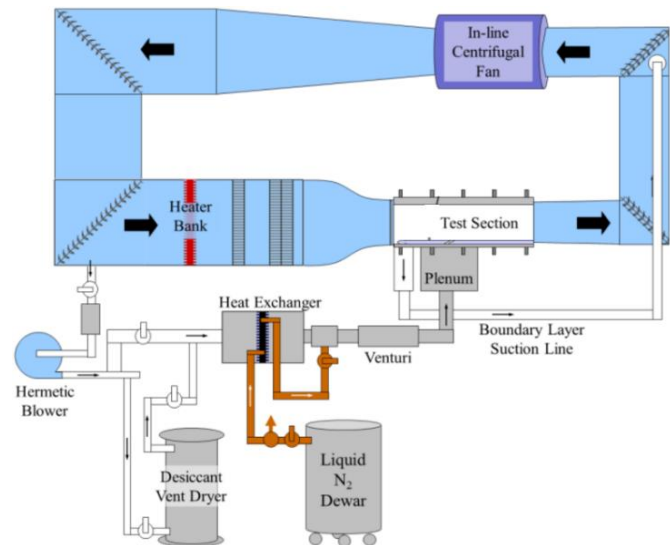 In-line
Centrifugal
Fan
Heater
Bank
Test Section
Plenum
Heat Exchanger
Venturi
Boundary Layer
Suction Line
Hermetic
Blower
Desiccant
Vent Dryer
Liquid
N₂
Dewar